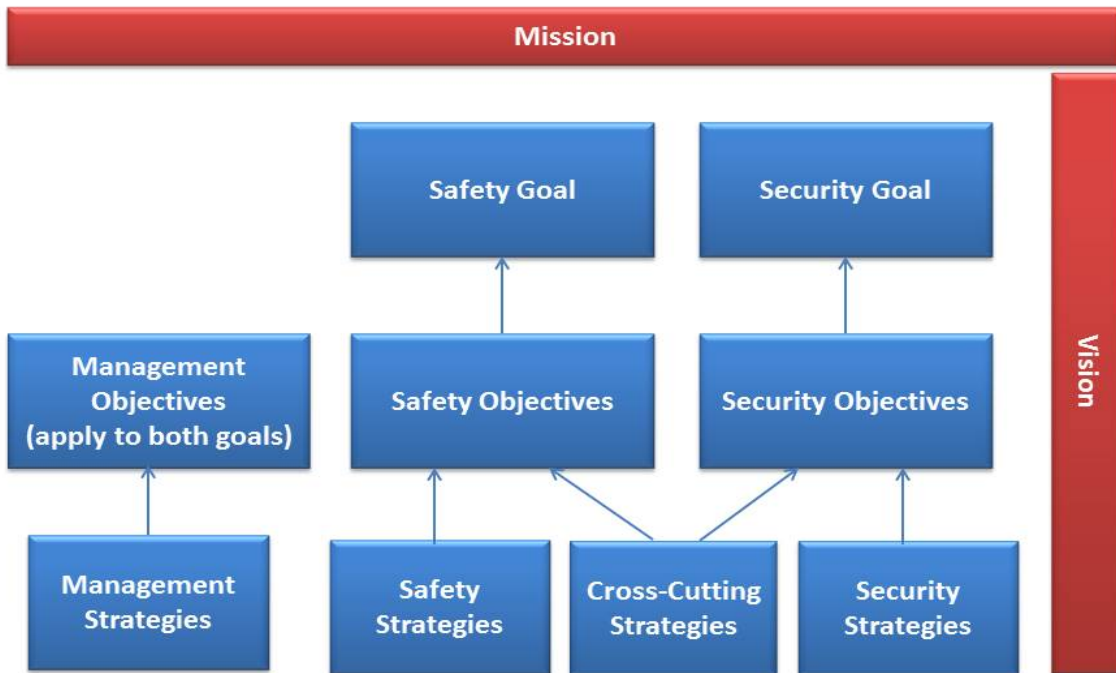 Mission
Vision
Safety Goal
Security Goal
Management
Objectives
(apply to both goals)
Safety Objectives
Security Objectives
Management
Strategies
Safety
Strategies
Cross-Cutting
Strategies
Security
Strategies